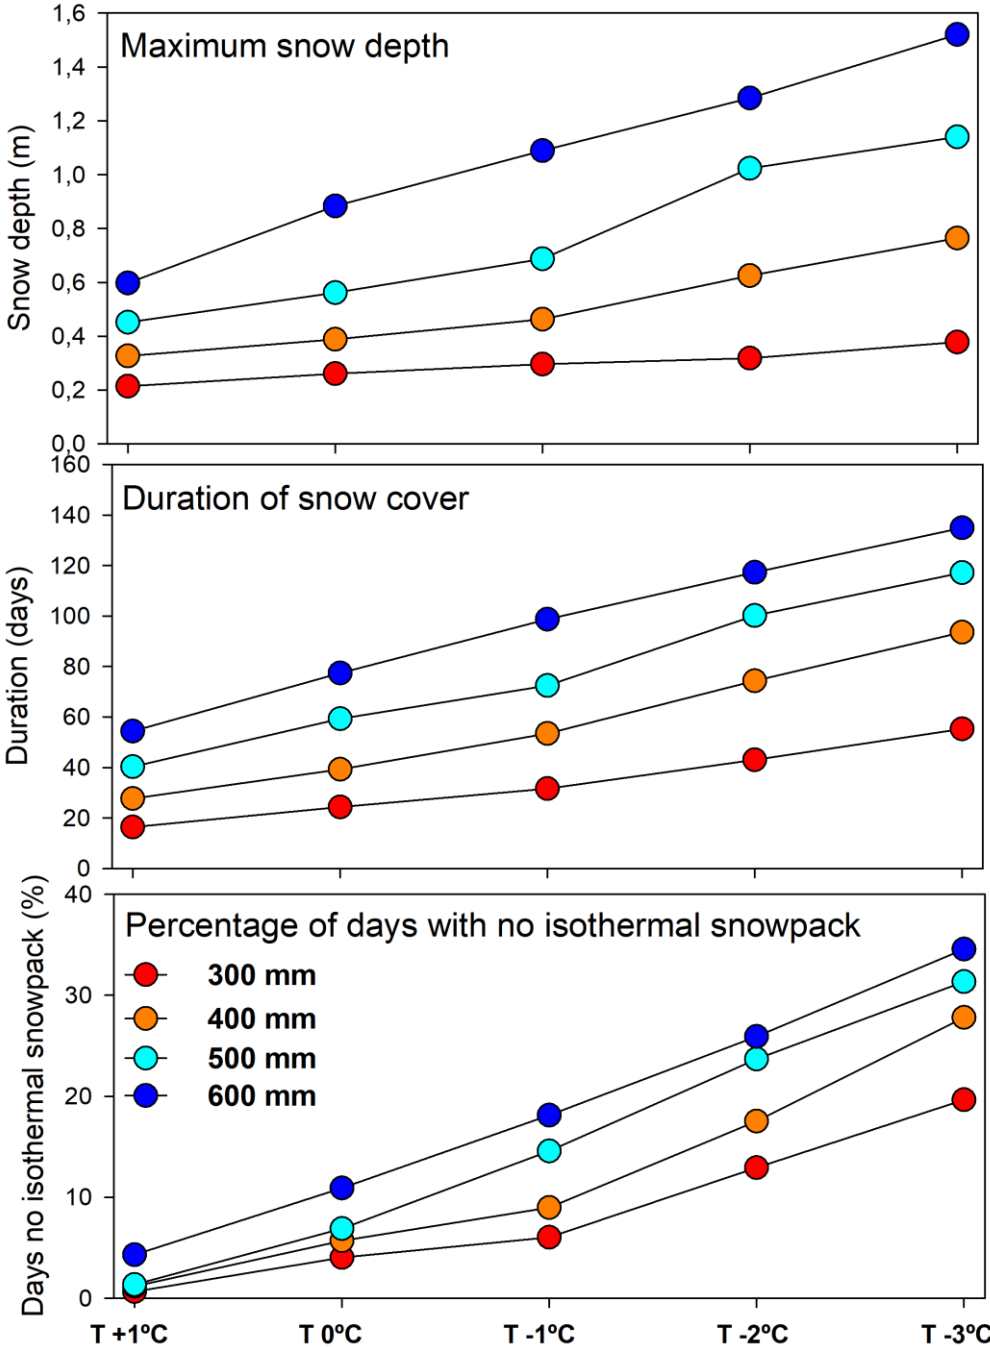 Maximum snow depth
Snow depth (m)
1,6
1,4
1,2
1,0
0,8
0,6
0,4
0,2
0,0
Duration of snow cover
Duration (days)
160
140
120
100
80
60
40
20
0
Percentage of days with no isothermal snowpack
Days no isothermal snowpack (%)
40
30
20
10
0
300 mm
400 mm
500 mm
600 mm
T +1ºC T 0ºC T -1ºC T -2ºC T -3ºC